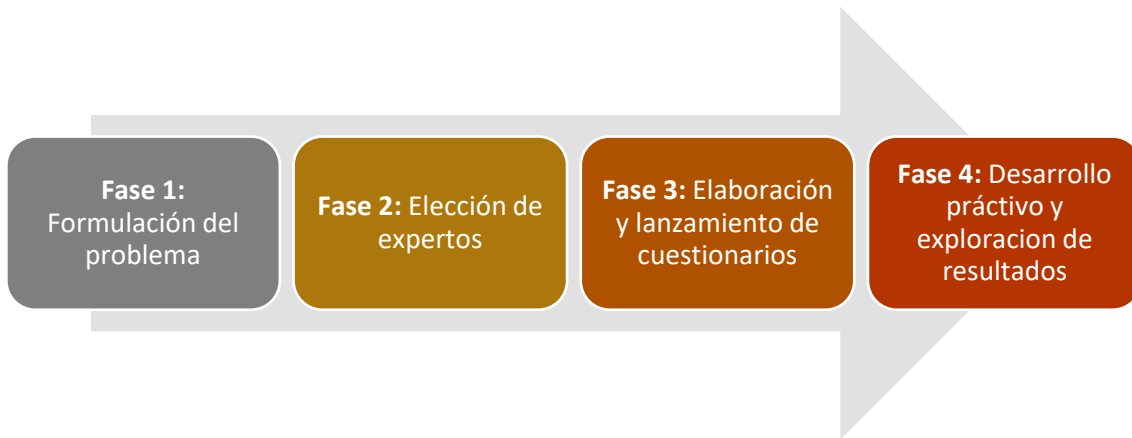 Fase 1:
Formulación del
problema
Fase 2: Elección de
expertos
Fase 3: Elaboración
y lanzamiento de
cuestionarios
Fase 4: Desarrollo
práctivo y
exploracion de
resultados